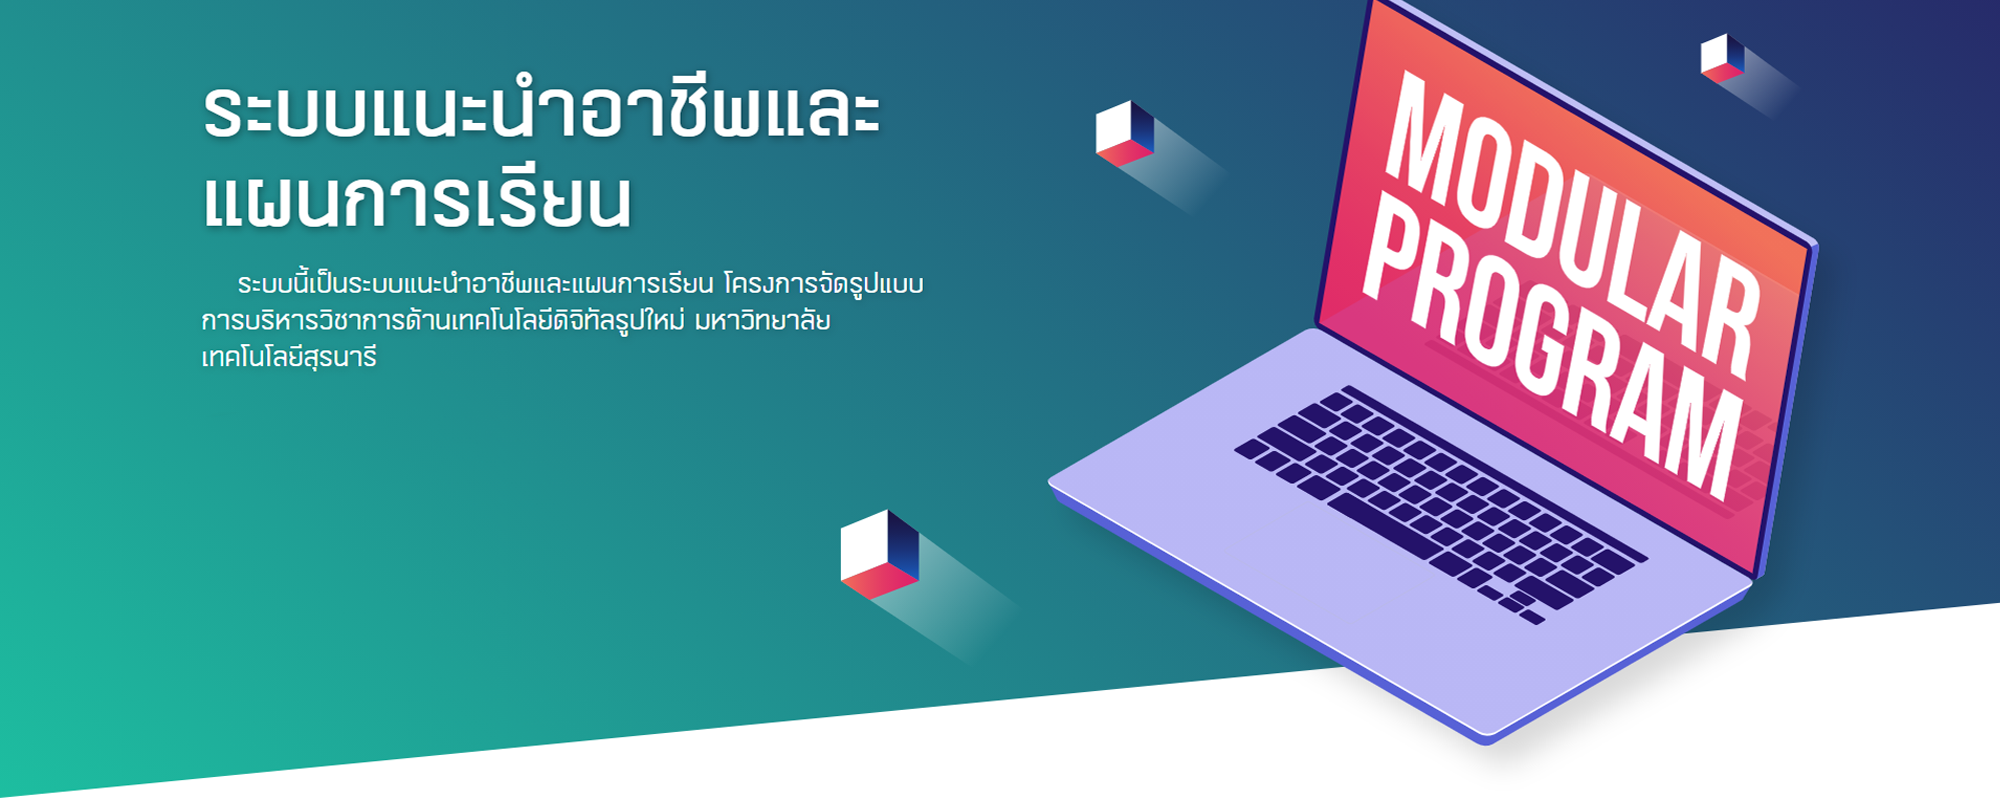 ระบบแนะนำอาชีพและ
แผนการเรียน
ระบบนี้เป็นระบบแนะนำอาชีพและแผนการเรียน โครงการจัดรูปแบบ
การบริหารวิชาการด้านเทคโนโลยีดิจิทัลรูปใหม่ มหาวิทยาลัย
เทคโนโลยีสุรนารี
MODULAR
PROGRAM